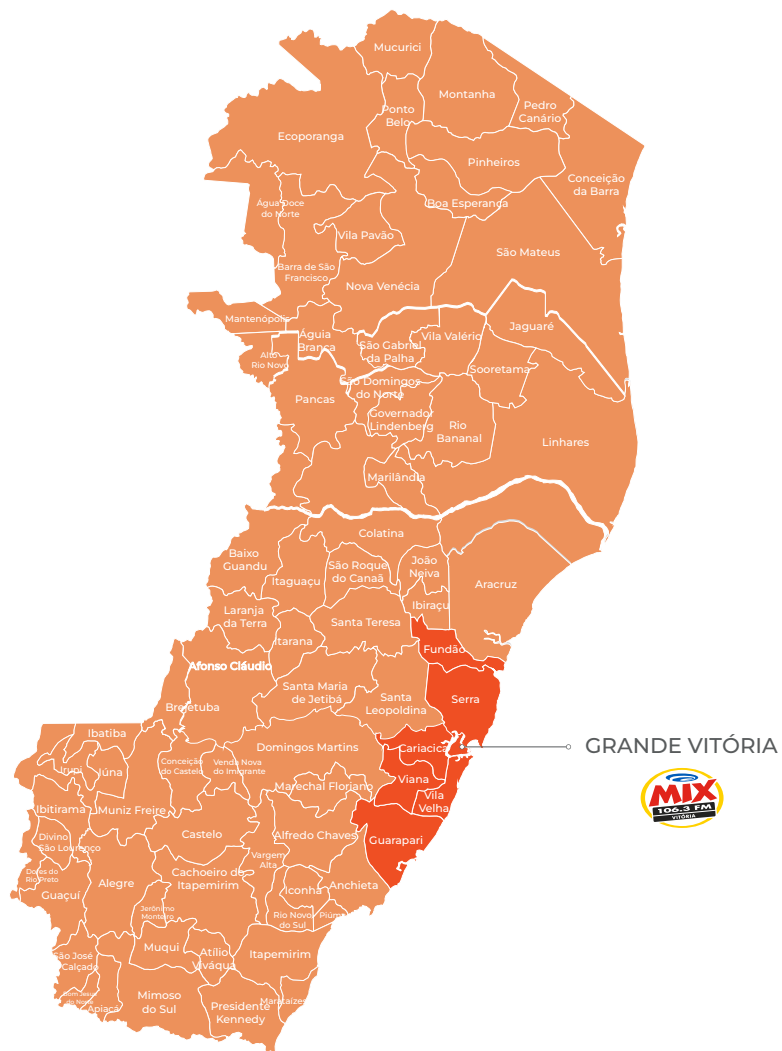 Mucurici
Montanha
Pedro
Canário
Ponto
Belo
Ecoporanga
Pinheiros
Conceição
da Barra
Água Doce
do Norte
Boa Esperança
Vila Pavão
São Mateus
Barra de São
Francisco
Nova Venécia
Mantenópolis
Águia
Branca
São Gabriel
da Palha
Vila Valério
Jaguaré
Alto
Rio Novo
Sooretama
São Domingos
do Norte
Pancas
Governador
Lindenberg
Rio
Bananal
Linhares
Marilândia
Colatina
Baixo
Guandu
Itaguaçu
São Roque
do Canaã
João
Neiva
Aracruz
Ibiraçu
Laranja
da Terra
Santa Teresa
Itarana
Fundão
Afonso Cláudio
Santa Maria
de Jetibá
Santa
Leopoldina
Serra
Brejetuba
Ibatiba
Domingos Martins
Cariacica
GRANDE VITÓRIA
Irupi
Iúna
Conceição
do Castelo
Venda Nova
do Imigrante
Viana
Marechal Floriano
Vila
Velha
MIX
106.3 FM
VITÓRIA
Ibitirama
Muniz Freire
Divino
São Lourenço
Castelo
Alfredo Chaves
Guarapari
Vargem
Alta
Dores do
Rio Preto
Guaçuí
Alegre
Cachoeiro de
Itapemirim
Iconha
Anchieta
Jerônimo
Monteiro
Rio Novo
do Sul
Piúma
Muqui
Atílio
Viváqua
Itapemirim
São José
Calçado
Bom Jesus
do Norte
Apiacá
Mimoso
do Sul
Presidente
Kennedy
Marataízes